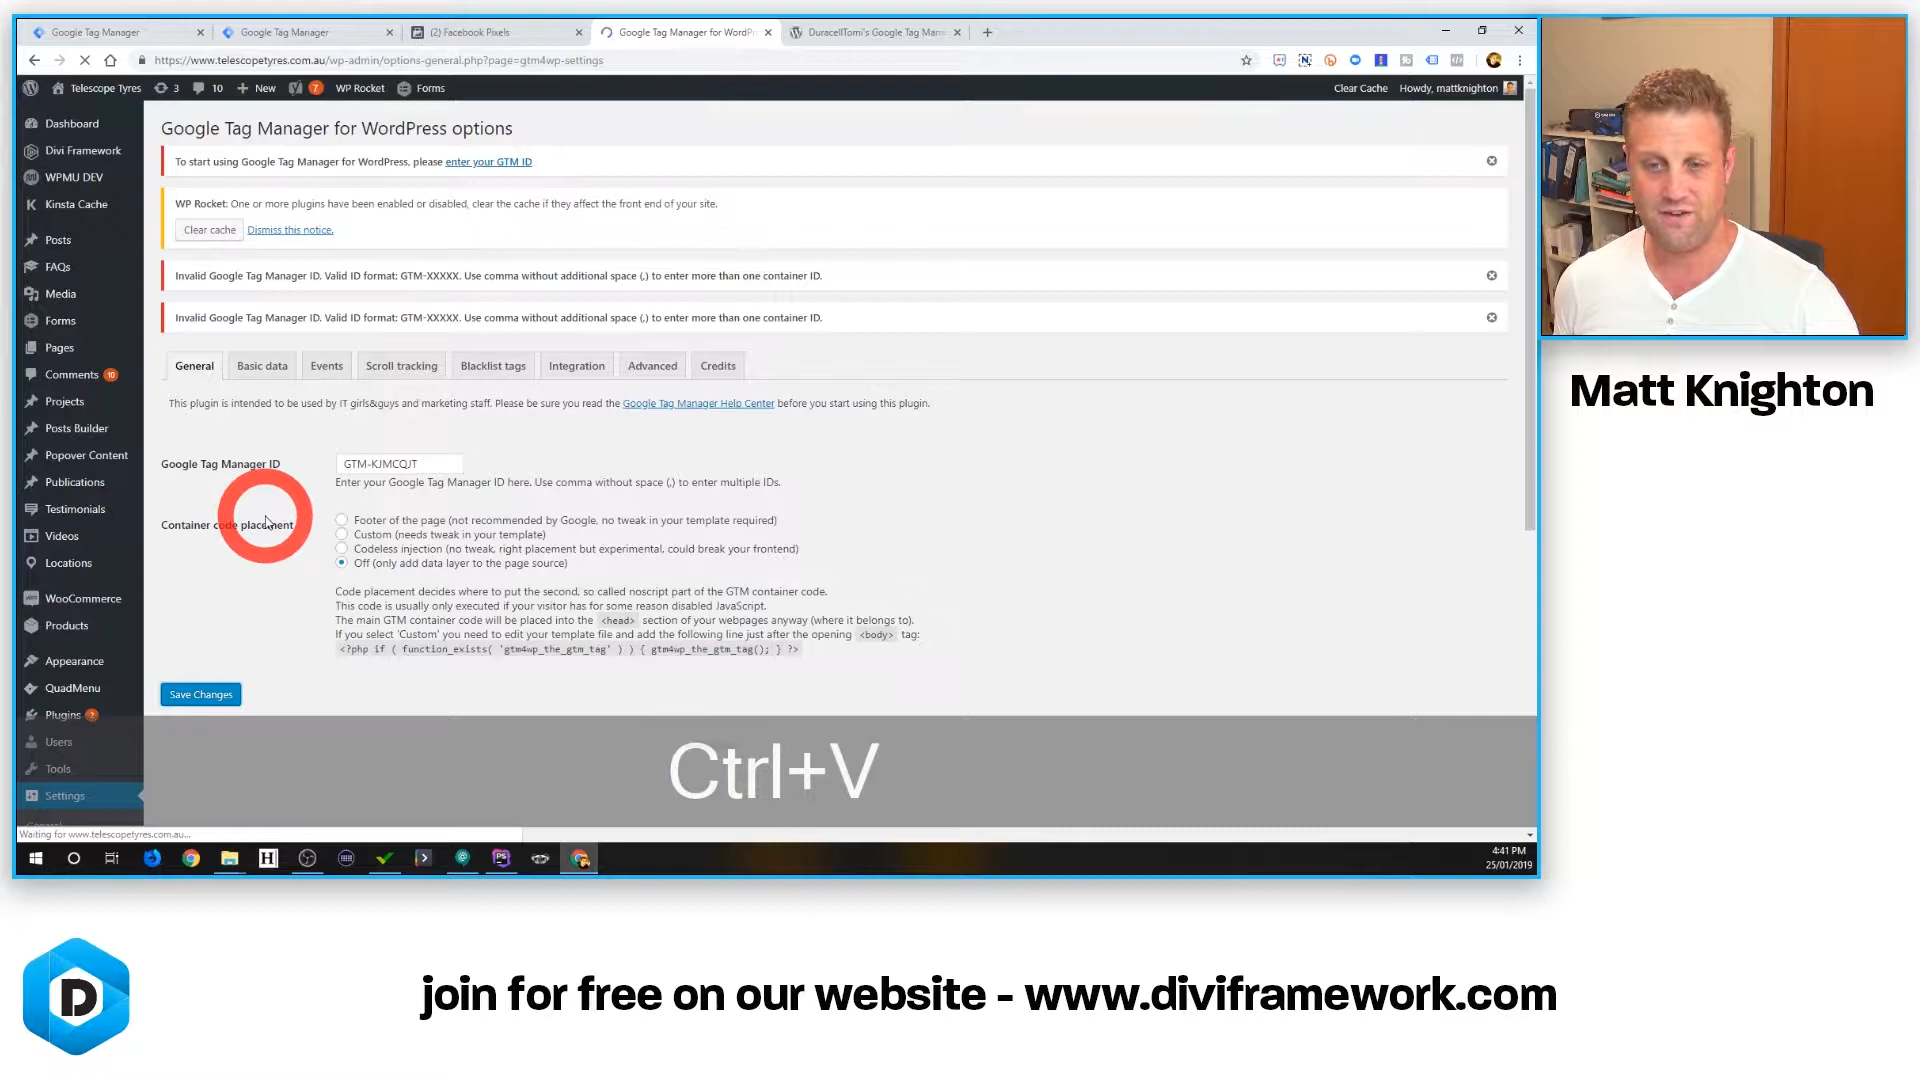 Google Tag Manager
Google Tag Manager
(2) Facebook Pixels
Google Tag Manager for WordPr
DuracellTomi's Google Tag Man
https://www.telescopetyres.com.au/wp-admin/options-general.php?page=gtm4wp-settings
Telescope Tyres 3 10 New 7 WP Rocket Forms
Clear Cache Howdy, mattknighton
Dashboard
Divi Framework
WPMU DEV
Kinsta Cache
Posts
FAQs
Media
Forms
Pages
Comments 10
Projects
Posts Builder
Popover Content
Publications
Testimonials
Videos
Locations
WooCommerce
Products
Appearance
QuadMenu
Plugins 2
Users
Tools
Settings
General
Google Tag Manager for WordPress options
To start using Google Tag Manager for WordPress, please enter your GTM ID
WP Rocket: One or more plugins have been enabled or disabled, clear the cache if they affect the front end of your site.
Clear cache Dismiss this notice.
Invalid Google Tag Manager ID. Valid ID format: GTM-XXXXX. Use comma without additional space (,) to enter more than one container ID.
Invalid Google Tag Manager ID. Valid ID format: GTM-XXXXX. Use comma without additional space (,) to enter more than one container ID.
General Basic data Events Scroll tracking Blacklist tags Integration Advanced Credits
This plugin is intended to be used by IT girls&guys and marketing staff. Please be sure you read the Google Tag Manager Help Center before you start using this plugin.
Google Tag Manager ID
GTM-KJMCQJT
Enter your Google Tag Manager ID here. Use comma without space (,) to enter multiple IDs.
Container code placement
Footer of the page (not recommended by Google, no tweak in your template required)
Custom (needs tweak in your template)
Codeless injection (no tweak, right placement but experimental, could break your frontend)
Off (only add data layer to the page source)
Code placement decides where to put the second, so called noscript part of the GTM container code.
This code is usually only executed if your visitor has for some reason disabled JavaScript.
The main GTM container code will be placed into the <head> section of your webpages anyway (where it belongs to).
If you select 'Custom' you need to edit your template file and add the following line just after the opening <body> tag:
<?php if ( function_exists( 'gtm4wp_the_gtm_tag' ) ) { gtm4wp_the_gtm_tag(); } ?>
Save Changes
Ctrl+V
Waiting for www.telescopetyres.com.au...
4:41 PM
25/01/2019
Matt Knighton
D
join for free on our website - www.diviframework.com